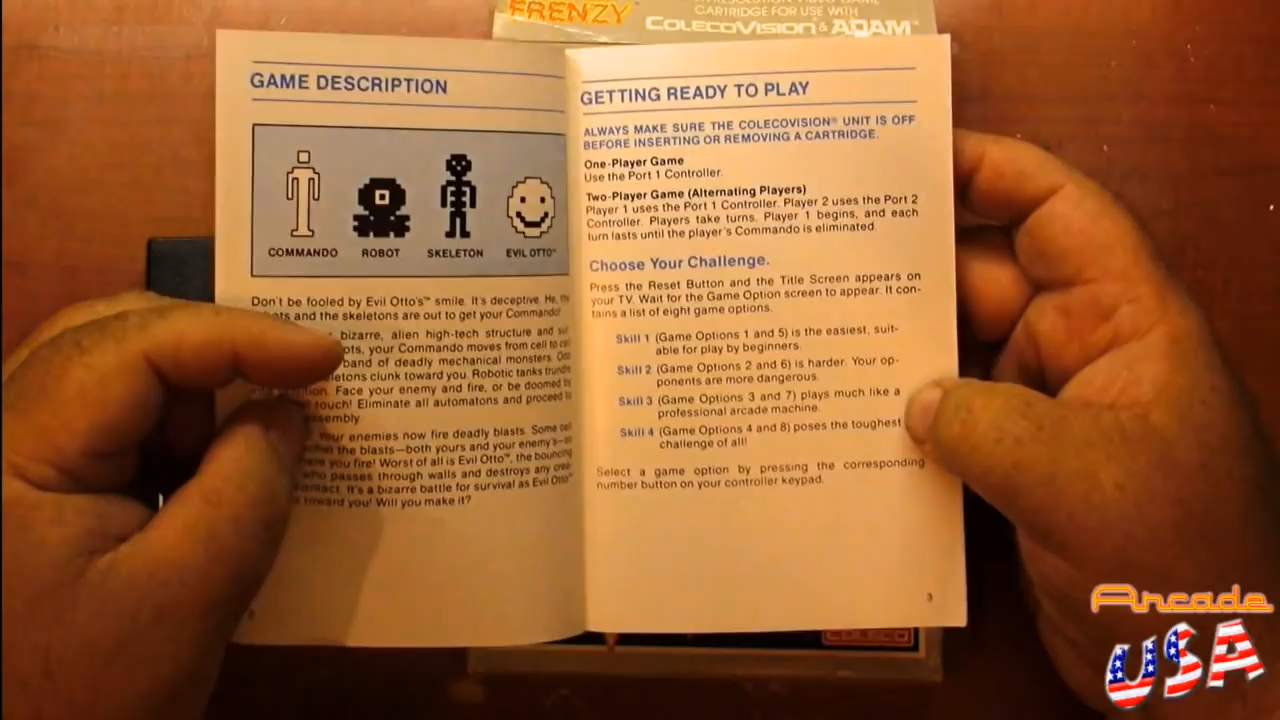 FRENZY™
CARTRIDGE FOR USE WITH
COLECOVISION & ADAM™
GAME DESCRIPTION
COMMANDO
ROBOT
SKELETON
EVIL OTTO™
Don't be fooled by Evil Otto's™ smile. It's deceptive. He, the
and the skeletons are out to get your Commando!
bizarre, alien high-tech structure and
your Commando moves from cell to
band of deadly mechanical monsters.
clunk toward you. Robotic tanks
Face your enemy and fire, or be doomed by
touch! Eliminate all automatons and proceed to
Your enemies now fire deadly blasts. Some
the blasts—both yours and your enemy's—
you fire! Worst of all is Evil Otto™, the bouncing
who passes through walls and destroys any
It's a bizarre battle for survival as Evil Otto™
toward you! Will you make it?
GETTING READY TO PLAY
ALWAYS MAKE SURE THE COLECOVISION® UNIT IS OFF
BEFORE INSERTING OR REMOVING A CARTRIDGE.
One-Player Game
Use the Port 1 Controller.
Two-Player Game (Alternating Players)
Player 1 uses the Port 1 Controller. Player 2 uses the Port 2
Controller. Players take turns. Player 1 begins, and each
turn lasts until the player's Commando is eliminated.
Choose Your Challenge.
Press the Reset Button and the Title Screen appears on
your TV. Wait for the Game Option screen to appear. It con-
tains a list of eight game options.
Skill 1 (Game Options 1 and 5) is the easiest, suit-
able for play by beginners.
Skill 2 (Game Options 2 and 6) is harder. Your op-
ponents are more dangerous.
Skill 3 (Game Options 3 and 7) plays much like a
professional arcade machine.
Skill 4 (Game Options 4 and 8) poses the toughest
challenge of all!
Select a game option by pressing the corresponding
number button on your controller keypad.
3
COLECO
Arcade
USA